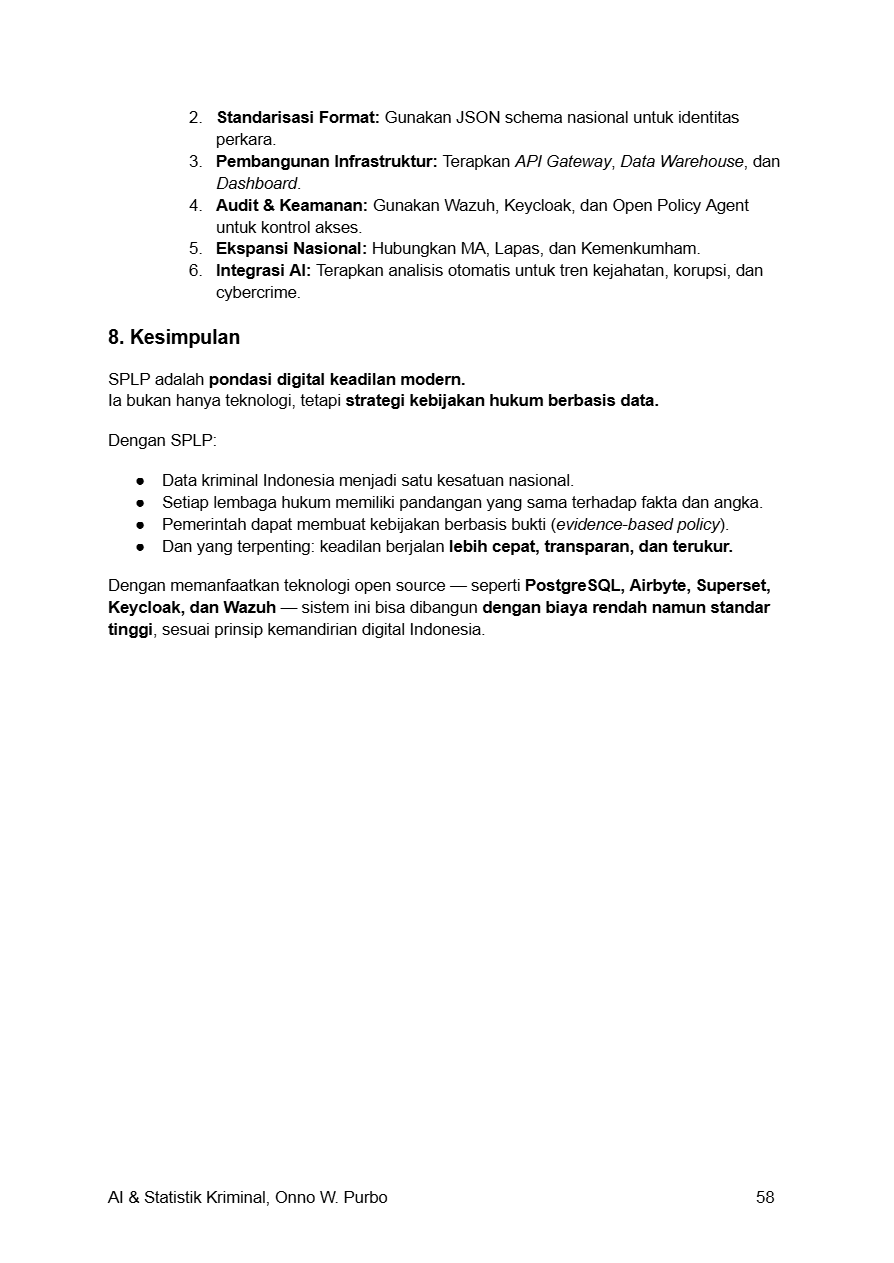 2. Standarisasi Format: Gunakan JSON schema nasional untuk identitas
perkara.
3. Pembangunan Infrastruktur: Terapkan API Gateway, Data Warehouse, dan
Dashboard.
4. Audit & Keamanan: Gunakan Wazuh, Keycloak, dan Open Policy Agent
untuk kontrol akses.
5. Ekspansi Nasional: Hubungkan MA, Lapas, dan Kemenkumham.
6. Integrasi AI: Terapkan analisis otomatis untuk tren kejahatan, korupsi, dan
cybercrime.
8. Kesimpulan
SPLP adalah pondasi digital keadilan modern.
Ia bukan hanya teknologi, tetapi strategi kebijakan hukum berbasis data.
Dengan SPLP:
● Data kriminal Indonesia menjadi satu kesatuan nasional.
● Setiap lembaga hukum memiliki pandangan yang sama terhadap fakta dan angka.
● Pemerintah dapat membuat kebijakan berbasis bukti (evidence-based policy).
● Dan yang terpenting: keadilan berjalan lebih cepat, transparan, dan terukur.
Dengan memanfaatkan teknologi open source — seperti PostgreSQL, Airbyte, Superset,
Keycloak, dan Wazuh — sistem ini bisa dibangun dengan biaya rendah namun standar
tinggi, sesuai prinsip kemandirian digital Indonesia.
AI & Statistik Kriminal, Onno W. Purbo 58